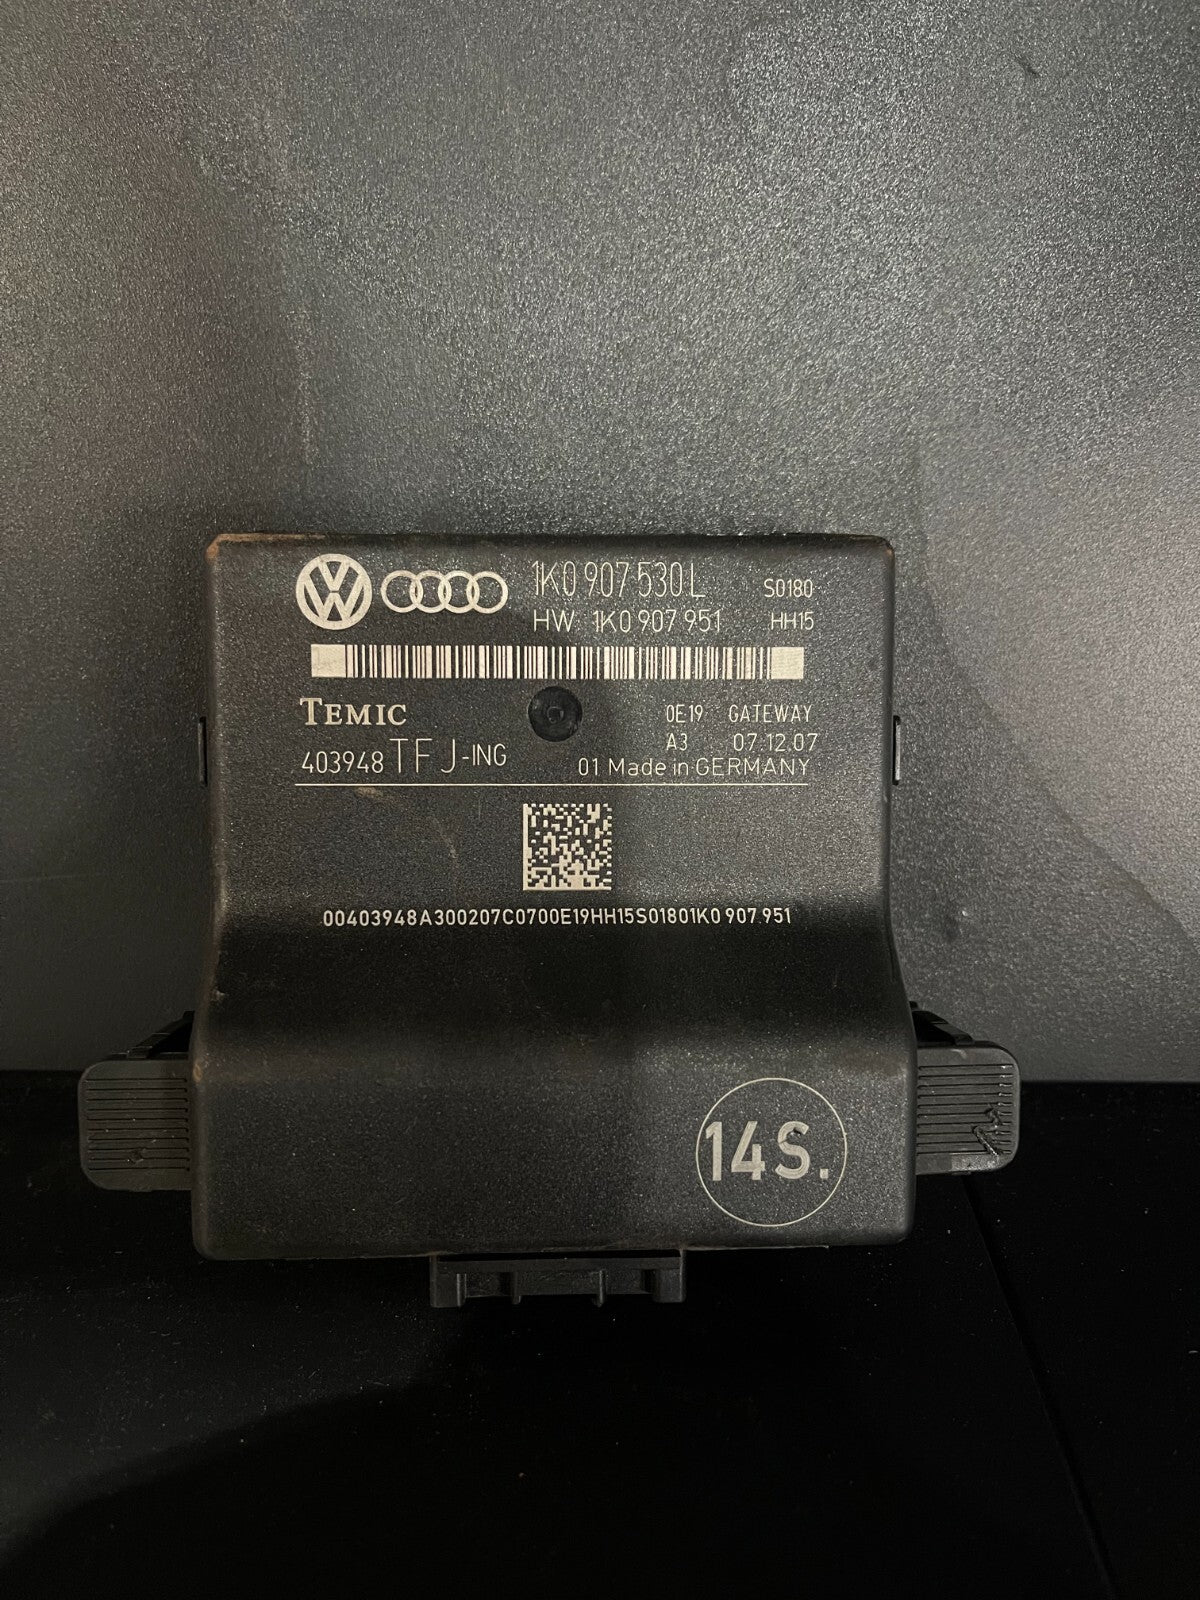 1K0 907 530 L S0180
HW: 1K0 907 951 HH15
TEMIC 0E19 GATEWAY
A3 07.12.07
403948 TFJ-ING 01 Made in GERMANY
00403948A300207C0700E19HH15S01801K0 907 951
14S.